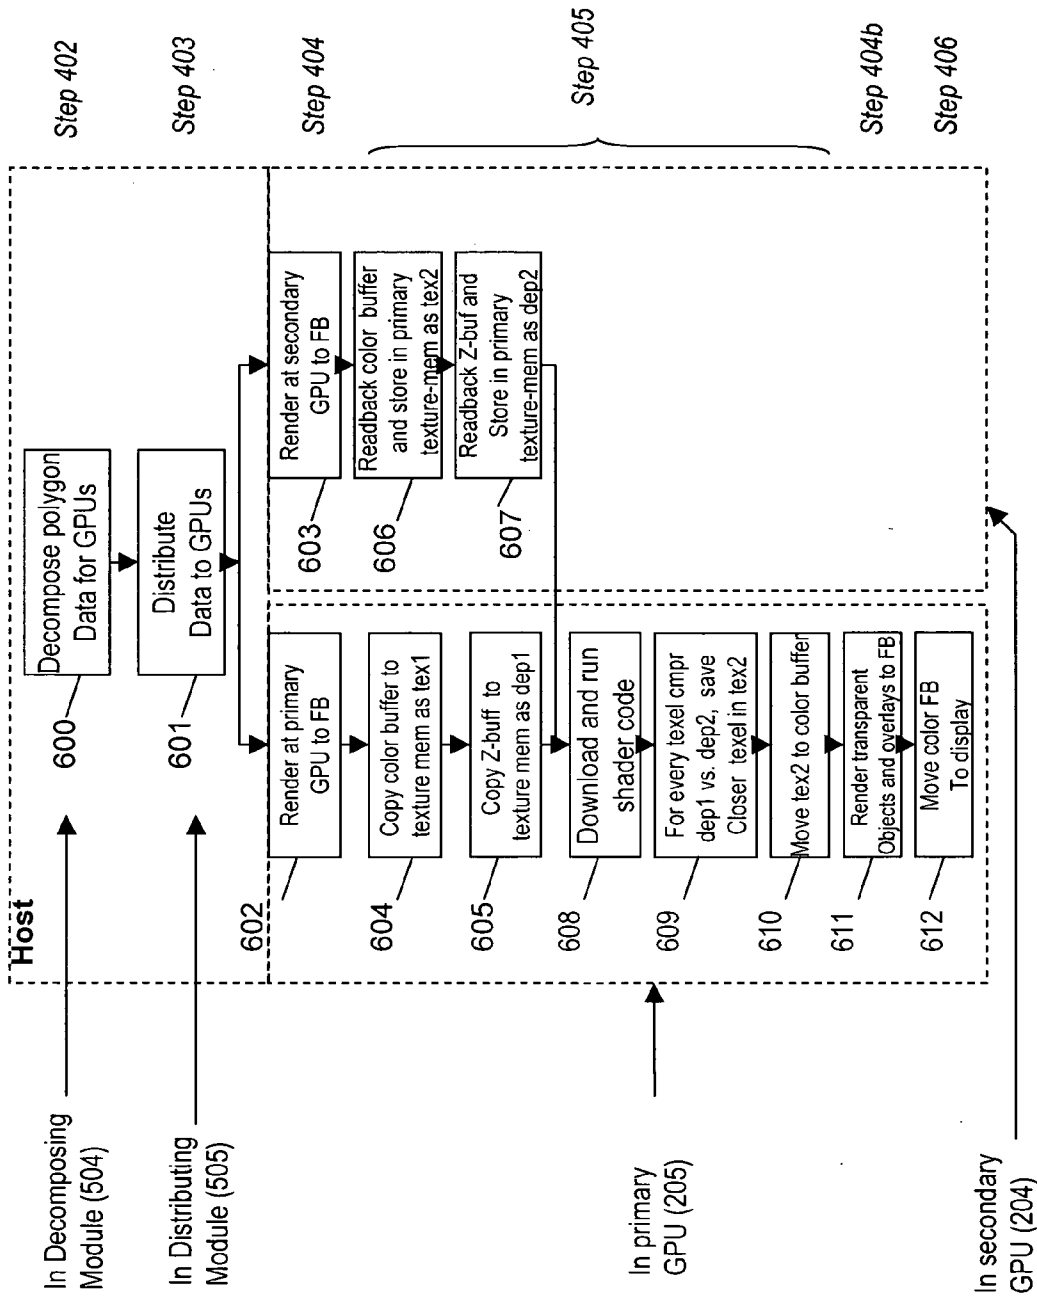 Host
In Decomposing
Module (504)
600
Decompose polygon
Data for GPUs
Step 402
In Distributing
Module (505)
601
Distribute
Data to GPUs
Step 403
602
Render at primary
GPU to FB
603
Render at secondary
GPU to FB
Step 404
604
Copy color buffer to
texture mem as tex1
606
Readback color buffer
and store in primary
texture-mem as tex2
605
Copy Z-buff to
texture mem as dep1
607
Readback Z-buf and
Store in primary
texture-mem as dep2
Step 405
608
Download and run
shader code
In primary
GPU (205)
609
For every texel cmpr
dep1 vs. dep2, save
Closer texel in tex2
610
Move tex2 to color buffer
611
Render transparent
Objects and overlays to FB
Step 404b
612
Move color FB
To display
Step 406
In secondary
GPU (204)